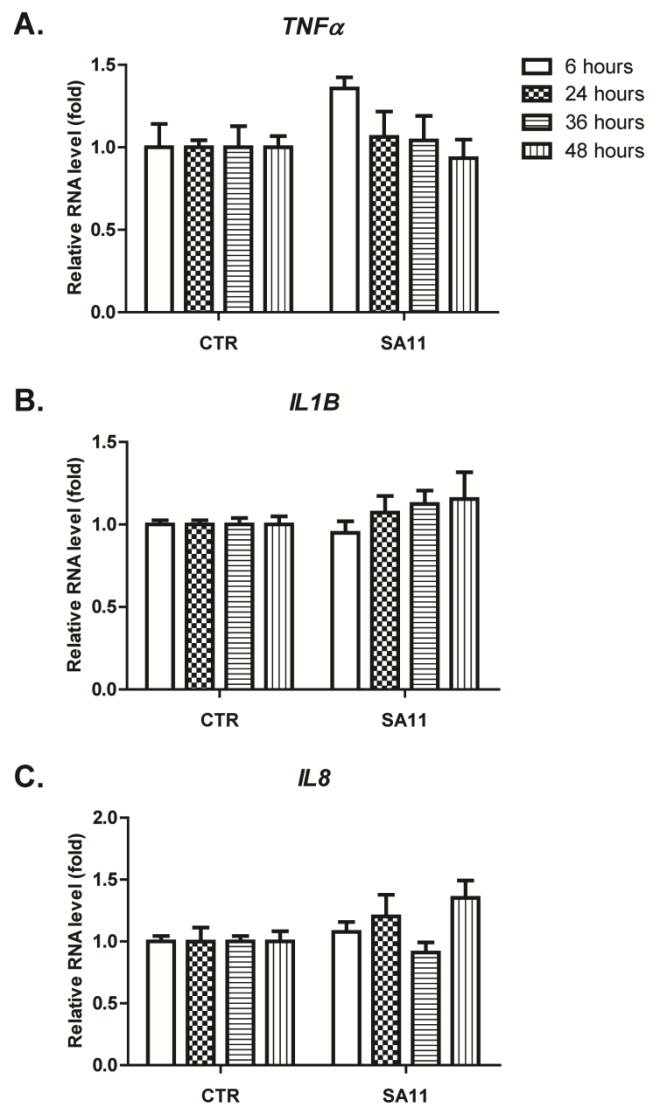 A.
TNFα
Relative RNA level (fold)
1.5
1.0
0.5
0.0
CTR
SA11
6 hours
24 hours
36 hours
48 hours
B.
IL1B
Relative RNA level (fold)
1.5
1.0
0.5
0.0
CTR
SA11
C.
IL8
Relative RNA level (fold)
2.0
1.5
1.0
0.5
0.0
CTR
SA11